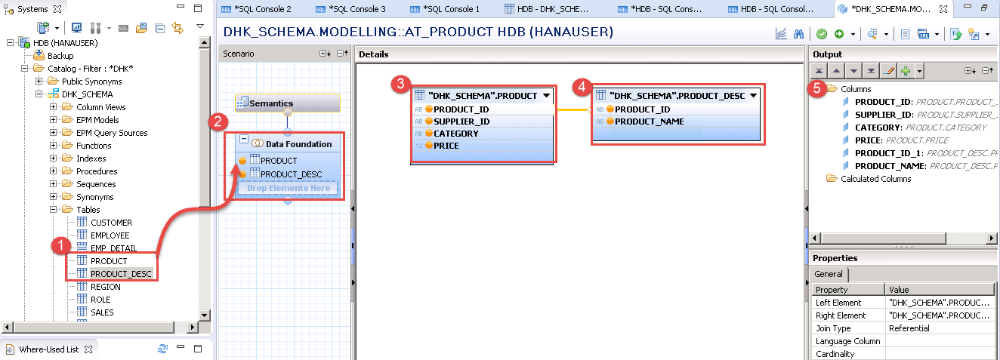 Systems
HDB (HANAUSER)
Backup
Catalog - Filter : *DHK*
Public Synonyms
DHK_SCHEMA
Column Views
EPM Models
EPM Query Sources
Functions
Indexes
Procedures
Sequences
Synonyms
Tables
CUSTOMER
EMPLOYEE
EMP_DETAIL
1
PRODUCT
PRODUCT_DESC
REGION
ROLE
SALES
Where-Used List
SQL *SQL Console 2
SQL *SQL Console 3
SQL *SQL Console 1
HDB - DHK_SCHE...
SQL *HDB - SQL Cons...
SQL HDB - SQL Consol...
*DHK_SCHEMA.MO...
DHK_SCHEMA.MODELLING::AT_PRODUCT HDB (HANAUSER)
Scenario
Semantics
2
Data Foundation
PRODUCT
PRODUCT_DESC
Drop Elements Here
Details
3
"DHK_SCHEMA".PRODUCT
AB PRODUCT_ID
AB SUPPLIER_ID
AB CATEGORY
12 PRICE
4
"DHK_SCHEMA".PRODUCT_DESC
AB PRODUCT_ID
AB PRODUCT_NAME
Output
5
Columns
PRODUCT_ID: PRODUCT.PRODUCT_...
SUPPLIER_ID: PRODUCT.SUPPLIER_...
CATEGORY: PRODUCT.CATEGORY
PRICE: PRODUCT.PRICE
PRODUCT_ID_1: PRODUCT_DESC.P...
PRODUCT_NAME: PRODUCT_DESC.P...
Calculated Columns
Properties
General
Property Value
Left Element "DHK_SCHEMA".PRODUC...
Right Element "DHK_SCHEMA".PRODUC...
Join Type Referential
Language Column
Cardinality